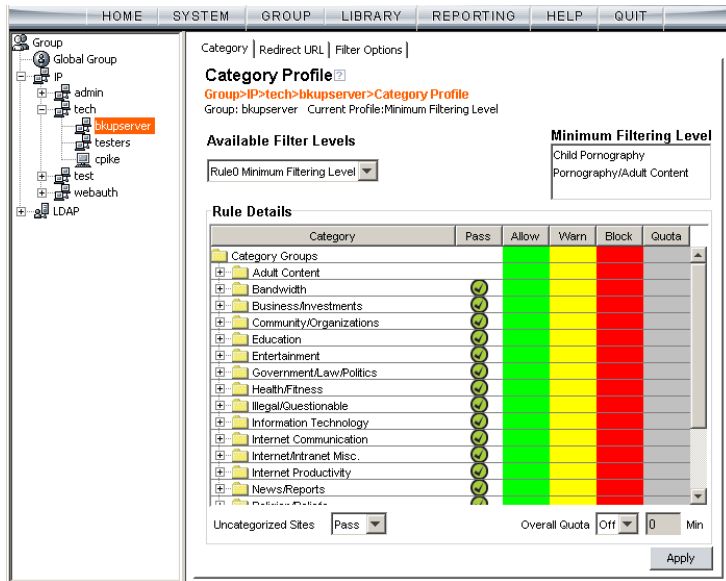 HOME SYSTEM GROUP LIBRARY REPORTING HELP QUIT
Group
Global Group
IP
admin
tech
bkupserver
testers
cpike
test
webauth
LDAP
Category Redirect URL Filter Options
Category Profile ?
Group>IP>tech>bkupserver>Category Profile
Group: bkupserver Current Profile:Minimum Filtering Level
Available Filter Levels
Rule0 Minimum Filtering Level
Minimum Filtering Level
Child Pornography
Pornography/Adult Content
Rule Details
Category Pass Allow Warn Block Quota
Category Groups
Adult Content
Bandwidth
Business/Investments
Community/Organizations
Education
Entertainment
Government/Law/Politics
Health/Fitness
Illegal/Questionable
Information Technology
Internet Communication
Internet/Intranet Misc.
Internet Productivity
News/Reports
Religion/Beliefs
Uncategorized Sites Pass Overall Quota Off 0 Min
Apply